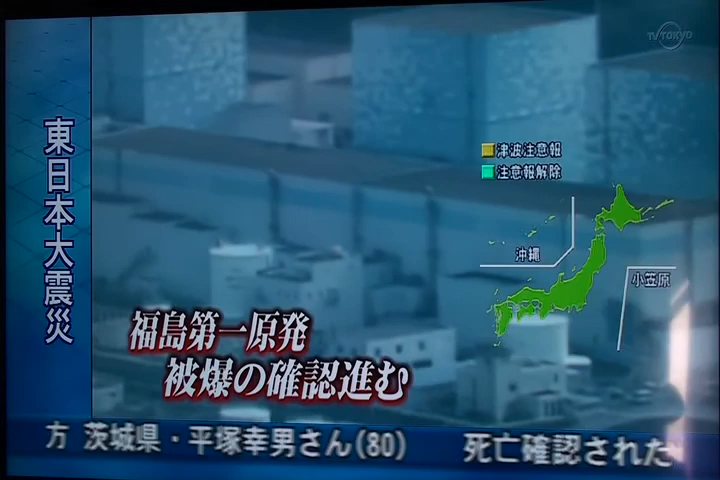 TV TOKYO
東日本大震災
津波注意報
注意報解除
沖縄
小笠原
福島第一原発
被爆の確認進む
方 茨城県・平塚幸男さん(80) 死亡確認された